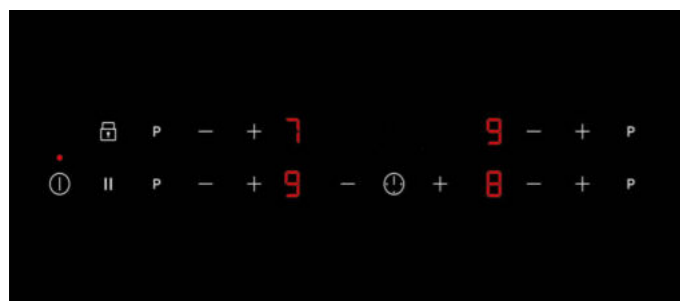 P − + 7 9 − + P
P − + 9 − + 8 − + P